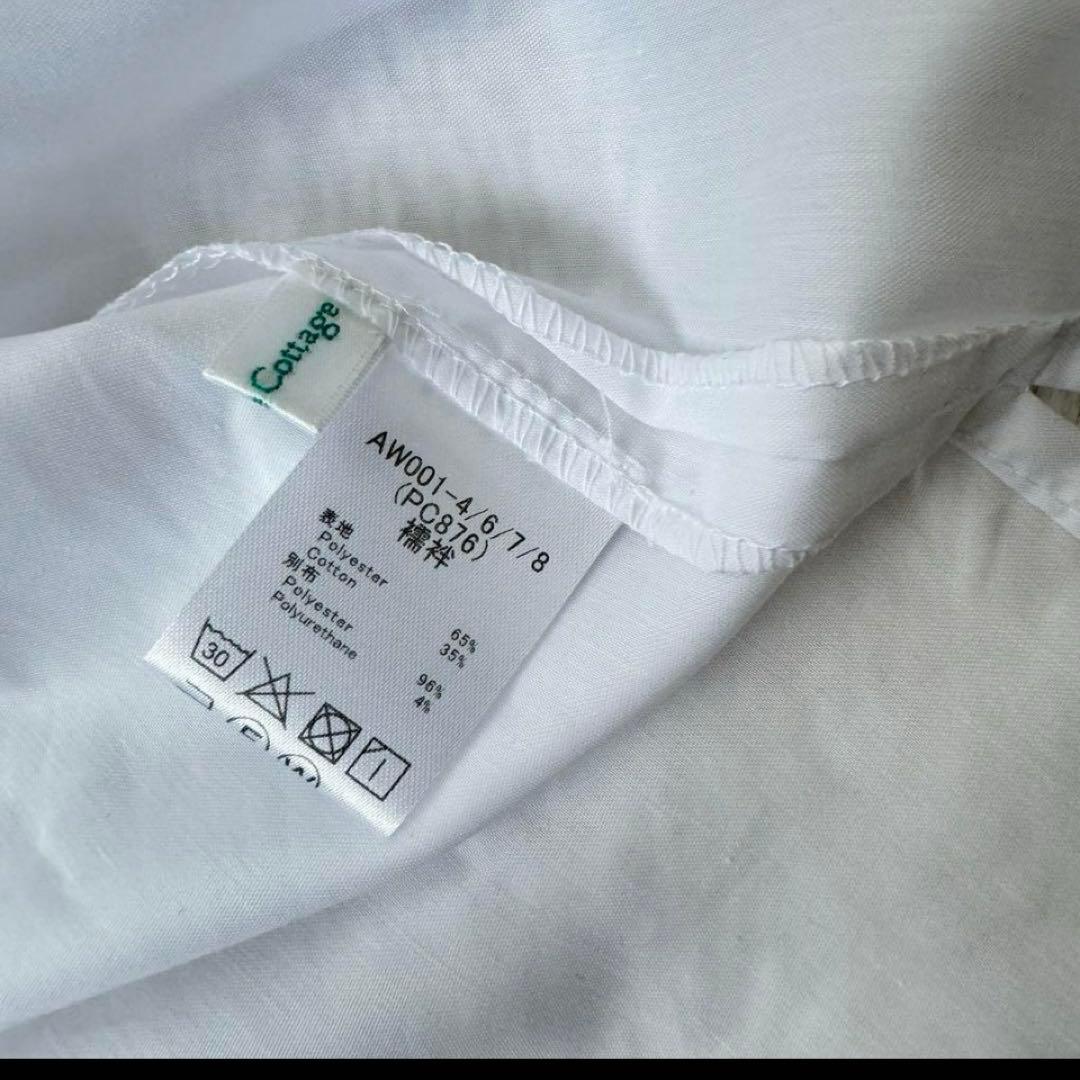 Cottage
AW001-4/6/7/8
(PC876)
襦袢
表地
Polyester 65%
Cotton 35%
別布
Polyester 96%
Polyurethane 4%
30